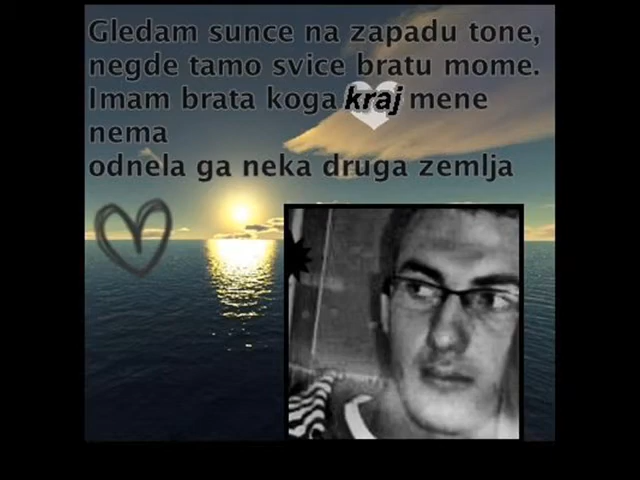 Gledam sunce na zapadu tone,
negde tamo svice bratu mome.
Imam brata koga kraj mene
nema
odnela ga neka druga zemlja